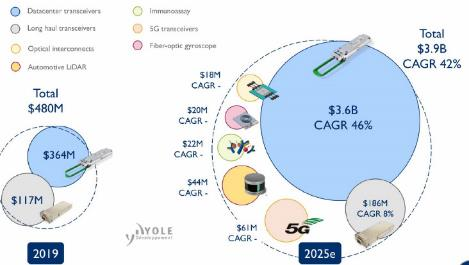 Datacenter transceivers
Long haul transceivers
Optical interconnects
Automotive LiDAR
Immunoassay
5G transceivers
Fiber-optic gyroscope
Total
$480M
$364M
$117M
2019
YOLE
Développement
Total
$3.9B
CAGR 42%
$3.6B
CAGR 46%
$18M
CAGR -
$20M
CAGR -
$22M
CAGR -
$44M
CAGR -
$61M
CAGR -
5G
$186M
CAGR 8%
2025e